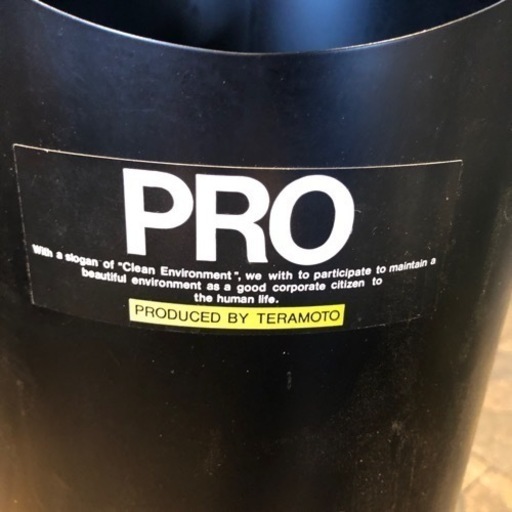 PRO
With a slogan of "Clean Environment", we with to participate to maintain a
beautiful environment as a good corporate citizen to
the human life.
PRODUCED BY TERAMOTO